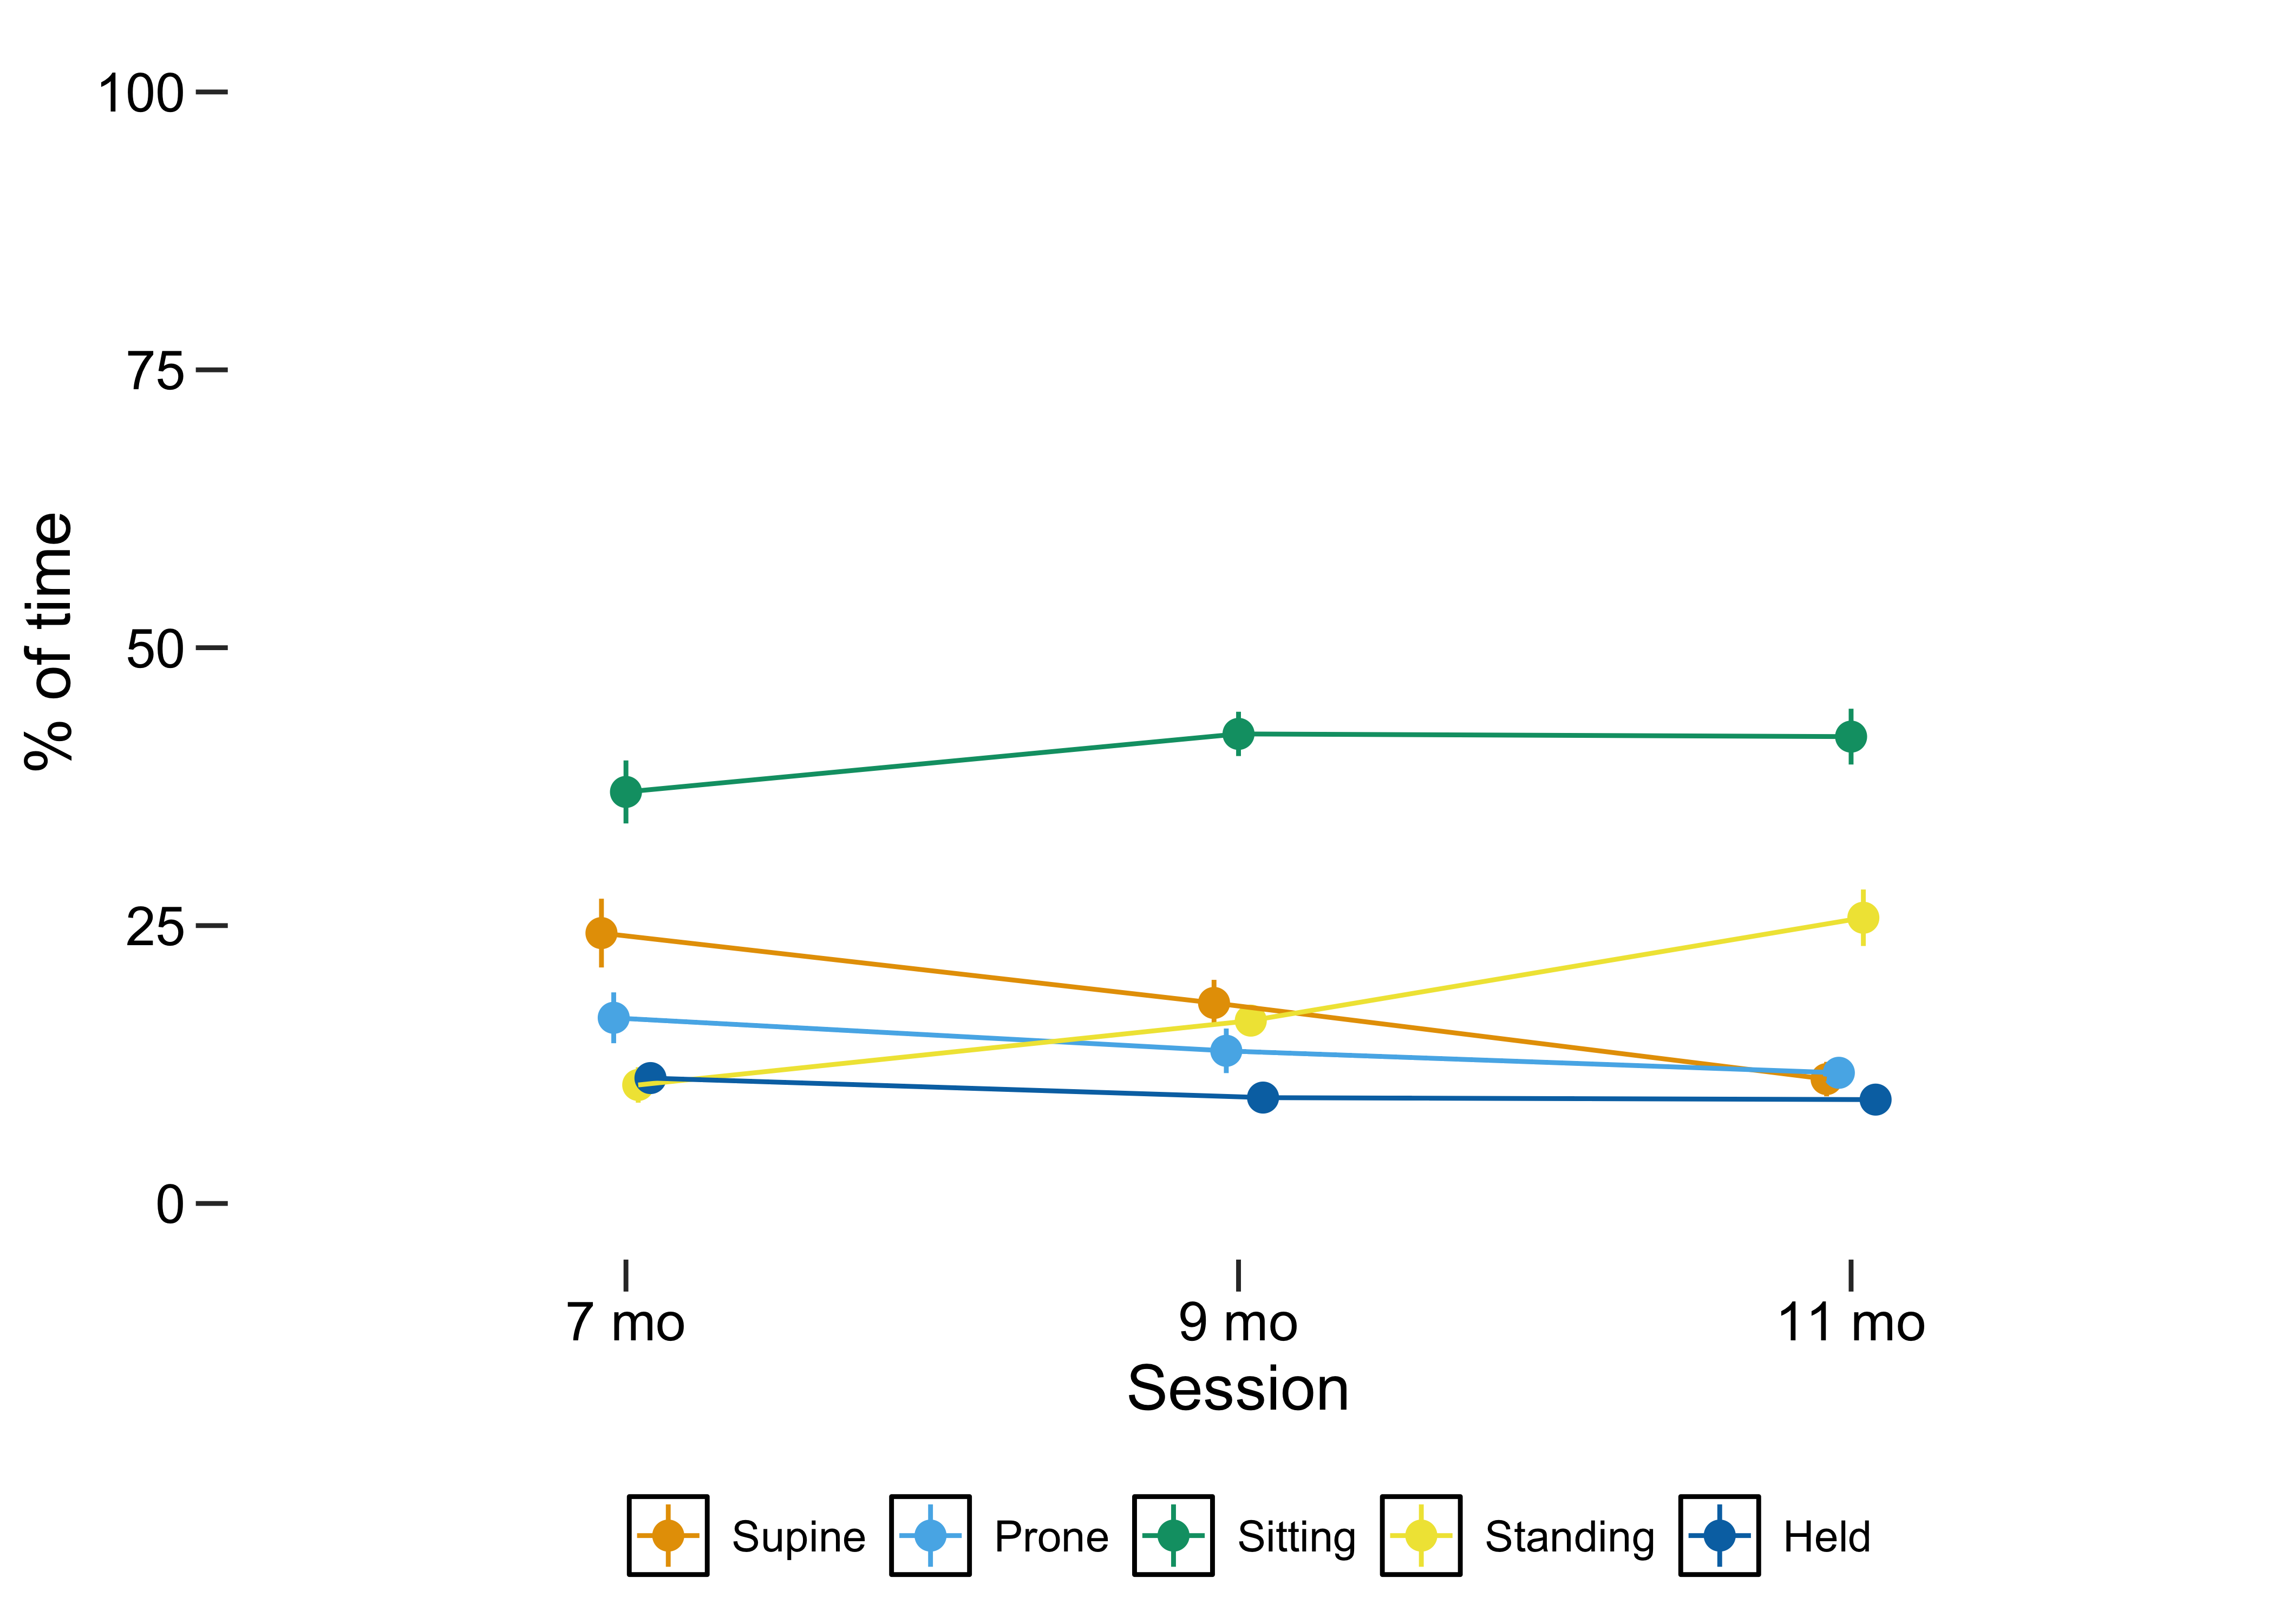 100
75
50
25
0
% of time
7 mo 9 mo 11 mo
Session
Supine Prone Sitting Standing Held